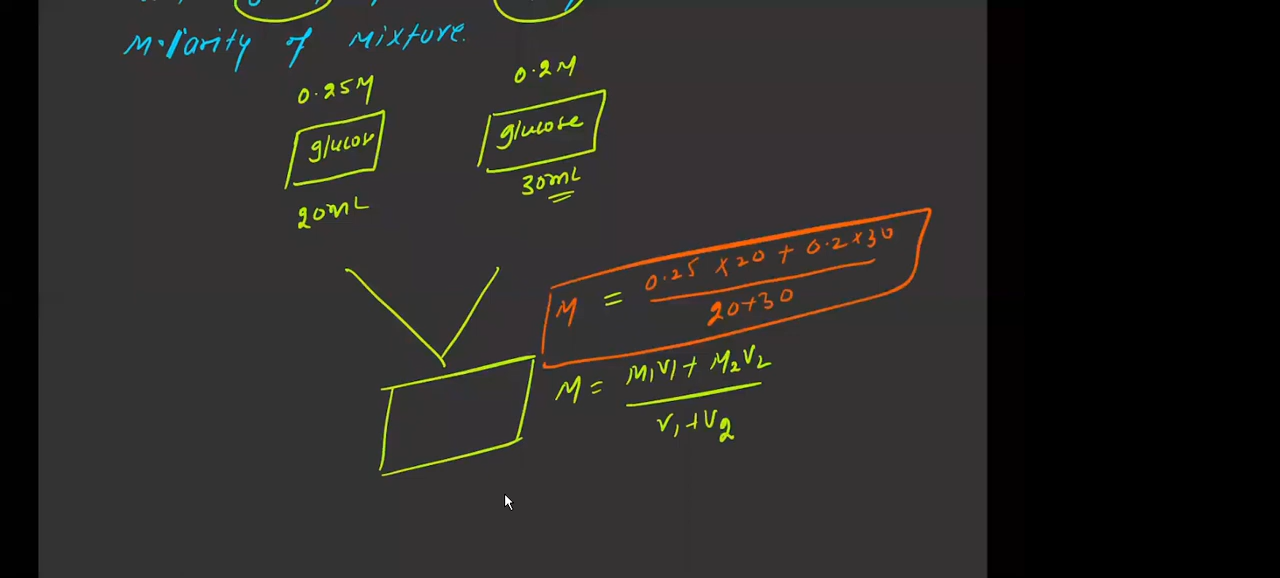 Molarity of mixture.
0.25M
0.2M
glucose
glucose
20mL
30mL
M = 0.25 × 20 + 0.2 × 30
20+30
M = M1V1 + M2V2
V1+V2